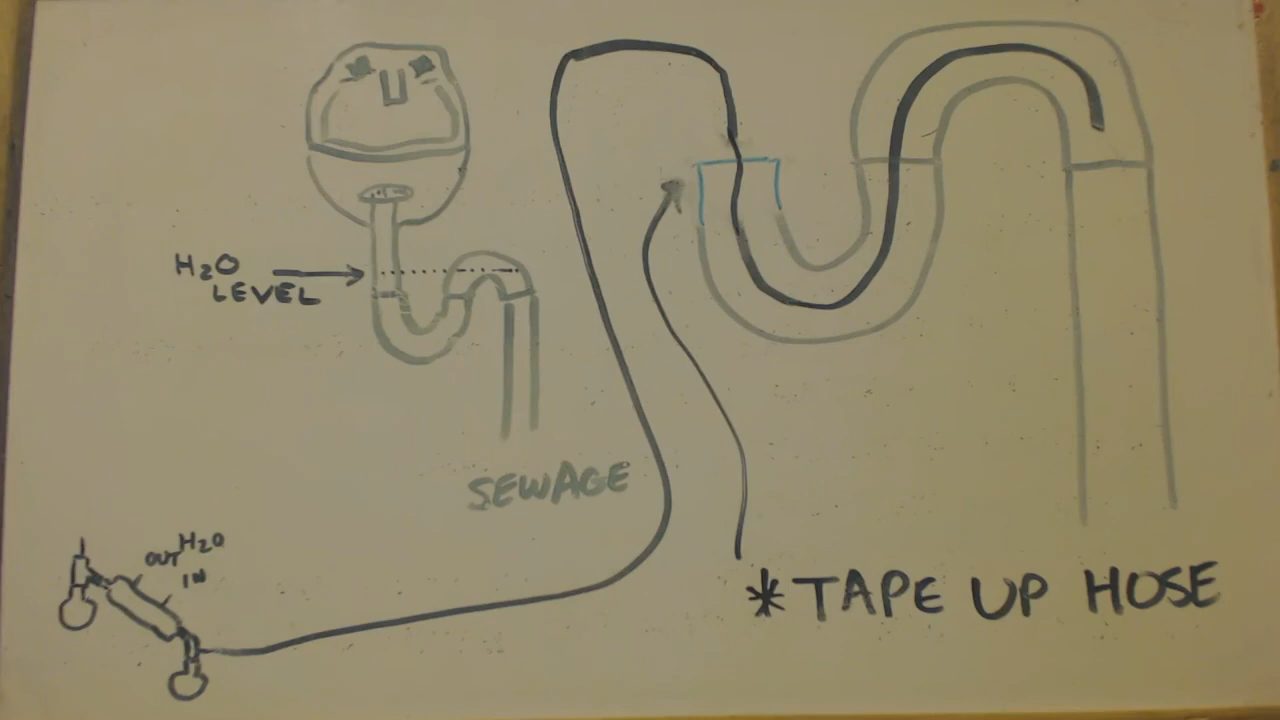 H2O
LEVEL
SEWAGE
OUT H2O
IN
*TAPE UP HOSE